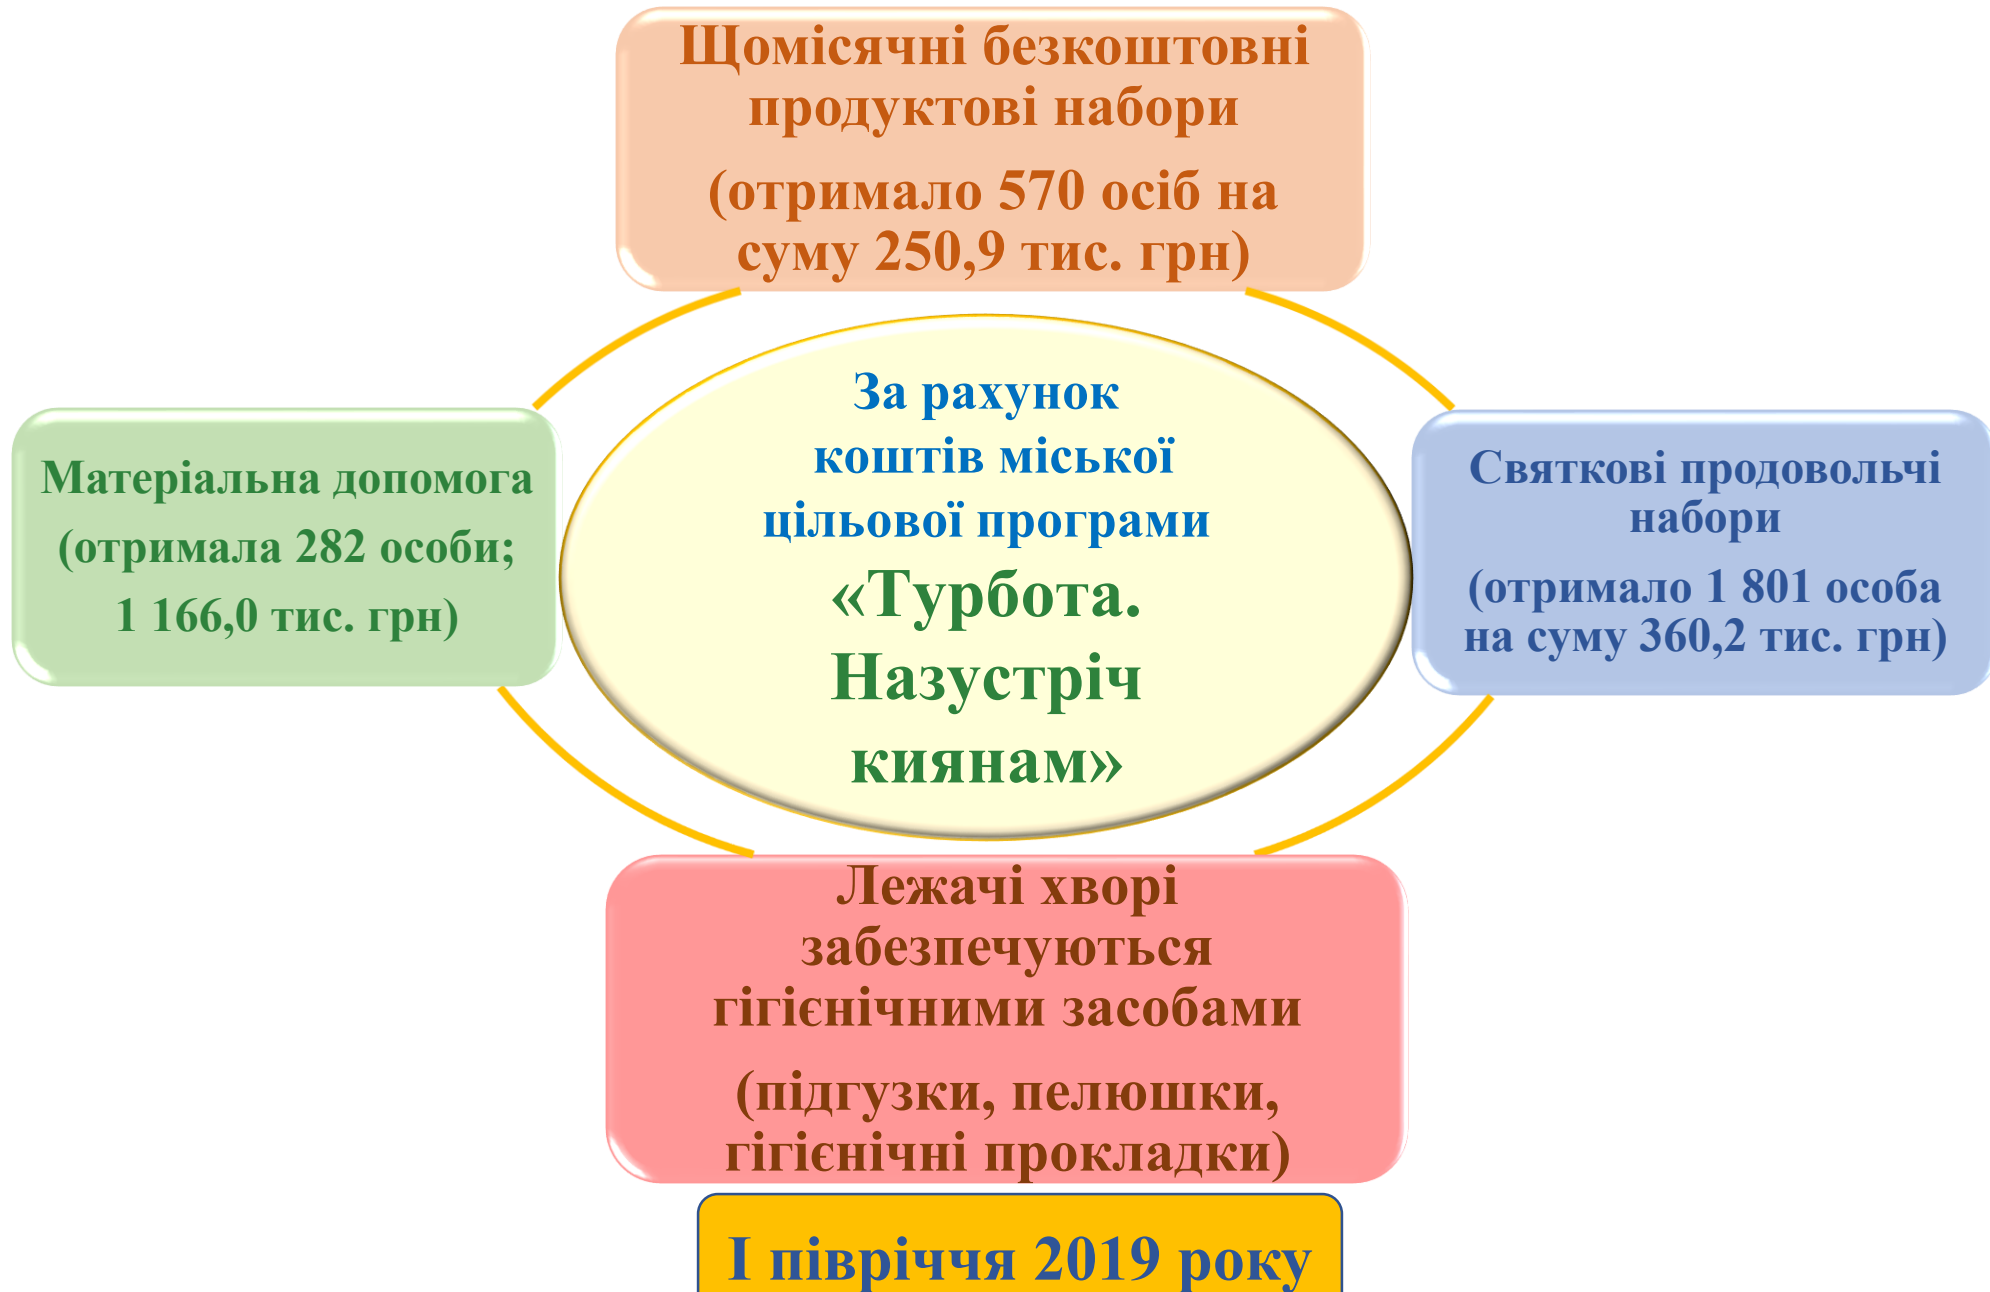 Щомісячні безкоштовні
продуктові набори
(отримало 570 осіб на
суму 250,9 тис. грн)
Матеріальна допомога
(отримала 282 особи;
1 166,0 тис. грн)
За рахунок
коштів міської
цільової програми
«Турбота.
Назустріч
киянам»
Святкові продовольчі
набори
(отримало 1 801 особа
на суму 360,2 тис. грн)
Лежачі хворі
забезпечуються
гігієнічними засобами
(підгузки, пелюшки,
гігієнічні прокладки)
І півріччя 2019 року